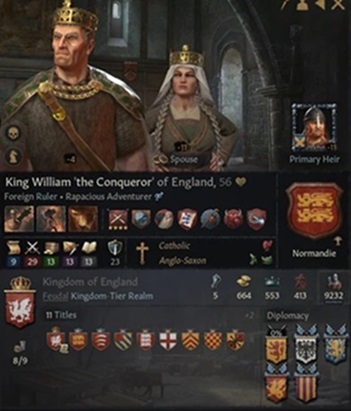 -11
-4
Spouse
Primary Heir
King William 'the Conqueror' of England, 56
Foreign Ruler • Rapacious Adventurer
Normandie
9 29 13 13 13 23
Catholic
Anglo-Saxon
Kingdom of England
Feudal Kingdom-Tier Realm
5 664 553 413 9232
11 Titles
+2
Diplomacy
8/9